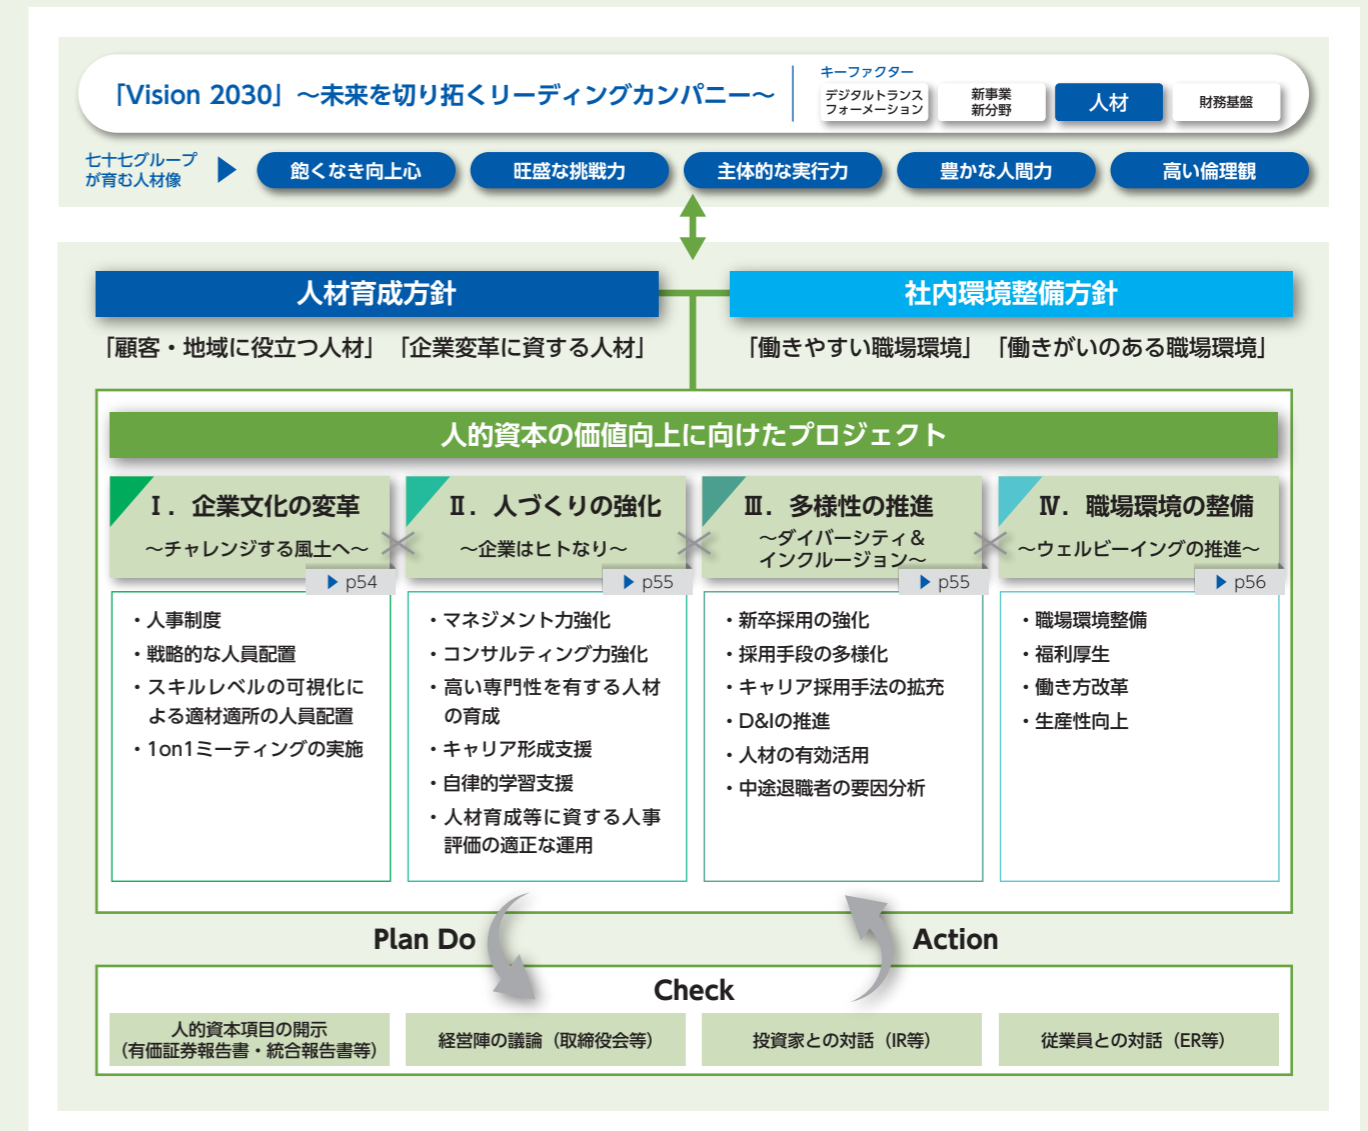 「Vision 2030」～未来を切り拓くリーディングカンパニー～
キーファクター
デジタルトランス
フォーメーション
新事業
新分野
人材
財務基盤
七十七グループ
が育む人材像
飽くなき向上心
旺盛な挑戦力
主体的な実行力
豊かな人間力
高い倫理観
人材育成方針
社内環境整備方針
「顧客・地域に役立つ人材」「企業変革に資する人材」
「働きやすい職場環境」「働きがいのある職場環境」
人的資本の価値向上に向けたプロジェクト
Ⅰ．企業文化の変革
～チャレンジする風土へ～
p54
・人事制度
・戦略的な人員配置
・スキルレベルの可視化に
よる適材適所の人員配置
・1on1ミーティングの実施
Ⅱ．人づくりの強化
～企業はヒトなり～
p55
・マネジメント力強化
・コンサルティング力強化
・高い専門性を有する人材
の育成
・キャリア形成支援
・自律的学習支援
・人材育成等に資する人事
評価の適正な運用
Ⅲ．多様性の推進
～ダイバーシティ＆
インクルージョン～
p55
・新卒採用の強化
・採用手段の多様化
・キャリア採用手法の拡充
・D&Iの推進
・人材の有効活用
・中途退職者の要因分析
Ⅳ．職場環境の整備
～ウェルビーイングの推進～
p56
・職場環境整備
・福利厚生
・働き方改革
・生産性向上
Plan Do
Action
Check
人的資本項目の開示
（有価証券報告書・統合報告書等）
経営陣の議論（取締役会等）
投資家との対話（IR等）
従業員との対話（ER等）